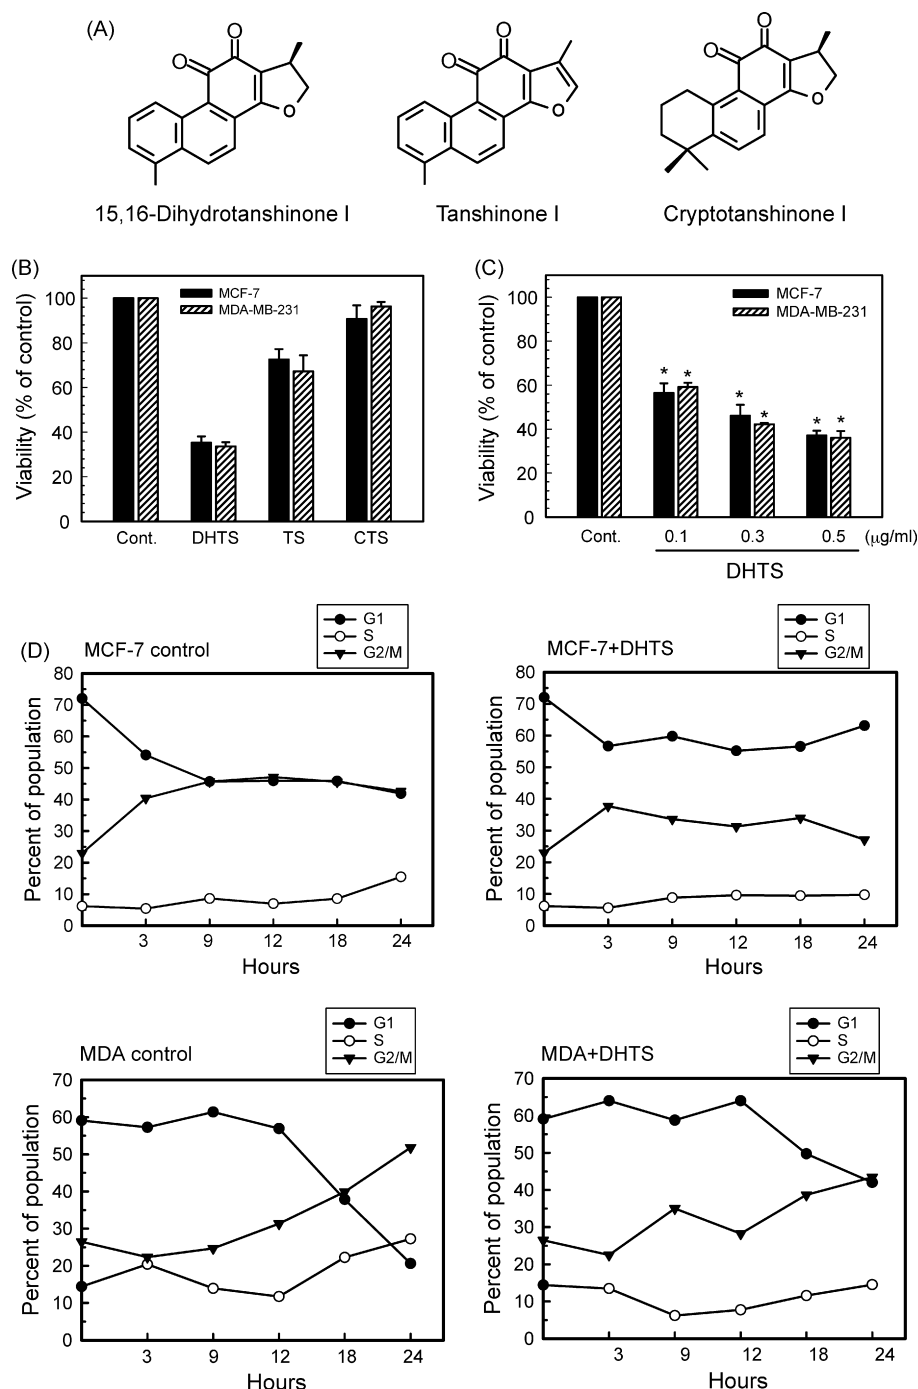 (A)
O
O
O
O
O
O
O
O
O
15,16-Dihydrotanshinone I
Tanshinone I
Cryptotanshinone I
(B)
Viability (% of control)
100
80
60
40
20
0
MCF-7
MDA-MB-231
Cont.
DHTS
TS
CTS
(C)
Viability (% of control)
100
80
60
40
20
0
MCF-7
MDA-MB-231
* * * * * *
Cont.
0.1
0.3
0.5
(μg/ml)
DHTS
(D)
MCF-7 control
G1
S
G2/M
Percent of population
80
70
60
50
40
30
20
10
0
3 9 12 18 24
Hours
MCF-7+DHTS
G1
S
G2/M
Percent of population
80
70
60
50
40
30
20
10
0
3 9 12 18 24
Hours
MDA control
G1
S
G2/M
Percent of population
70
60
50
40
30
20
10
0
3 9 12 18 24
Hours
MDA+DHTS
G1
S
G2/M
Percent of population
70
60
50
40
30
20
10
0
3 9 12 18 24
Hours